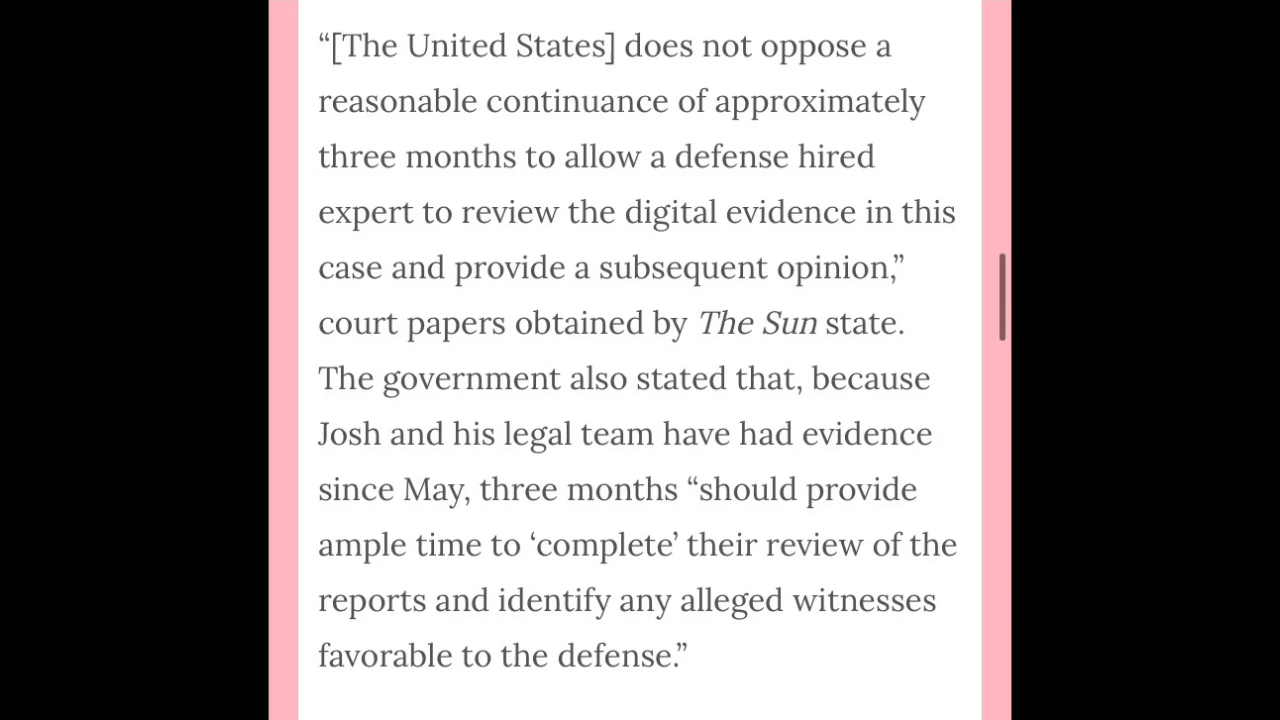 “[The United States] does not oppose a
reasonable continuance of approximately
three months to allow a defense hired
expert to review the digital evidence in this
case and provide a subsequent opinion,”
court papers obtained by The Sun state.
The government also stated that, because
Josh and his legal team have had evidence
since May, three months “should provide
ample time to ‘complete’ their review of the
reports and identify any alleged witnesses
favorable to the defense.”